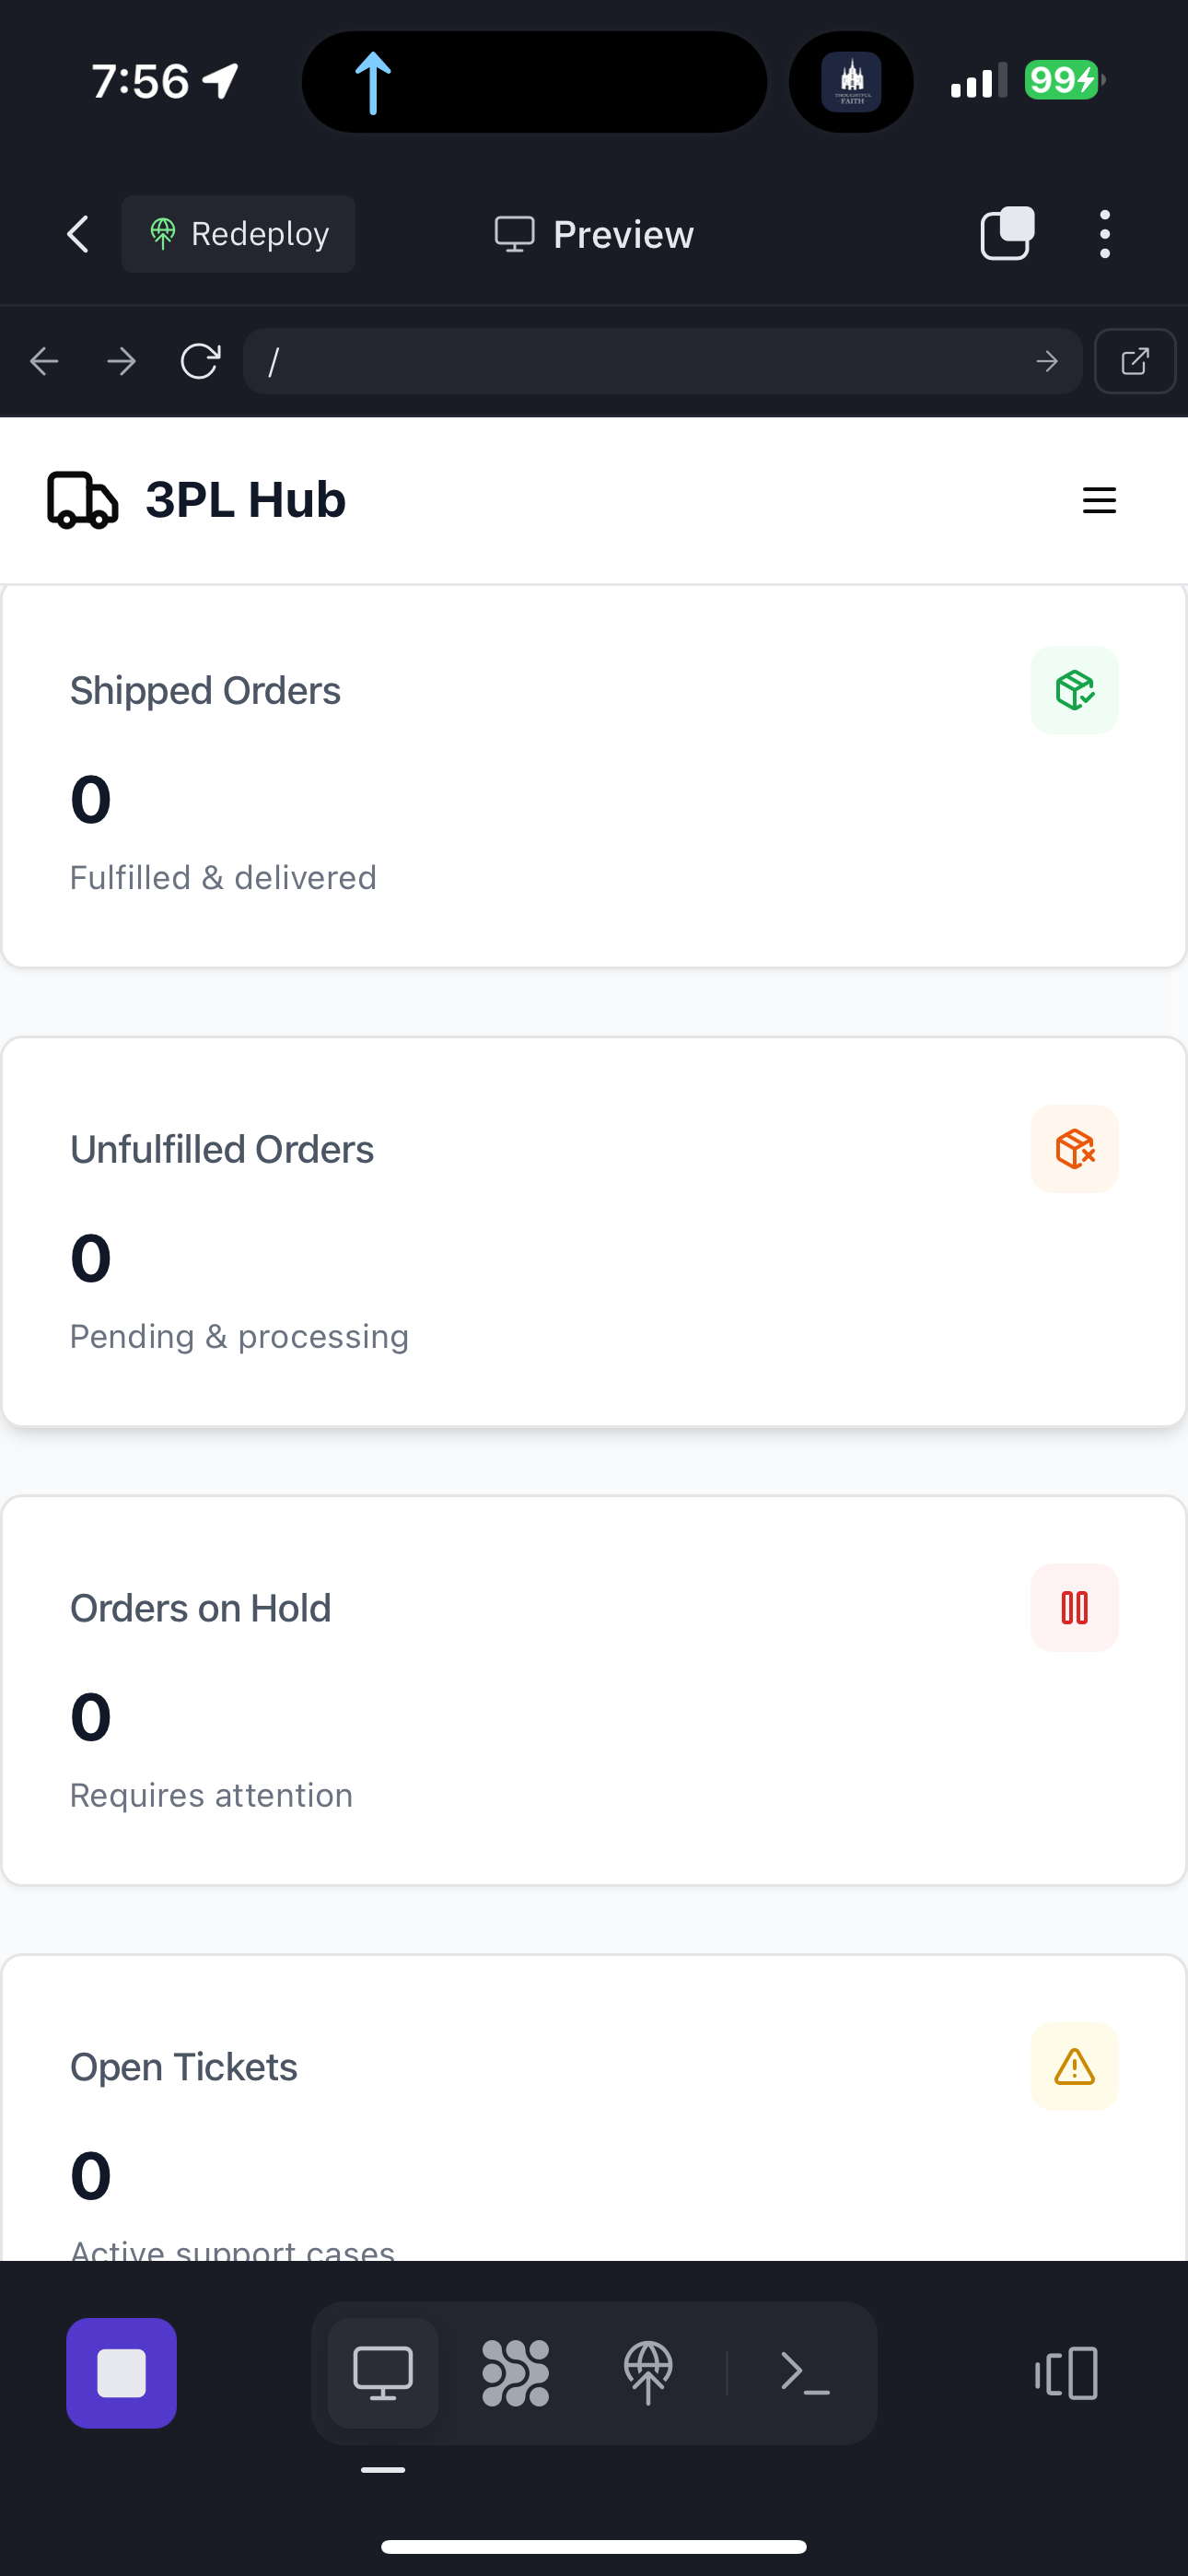 7:56
99
FAITH
Redeploy
Preview
/
3PL Hub
Shipped Orders
0
Fulfilled & delivered
Unfulfilled Orders
0
Pending & processing
Orders on Hold
0
Requires attention
Open Tickets
0
Active support cases